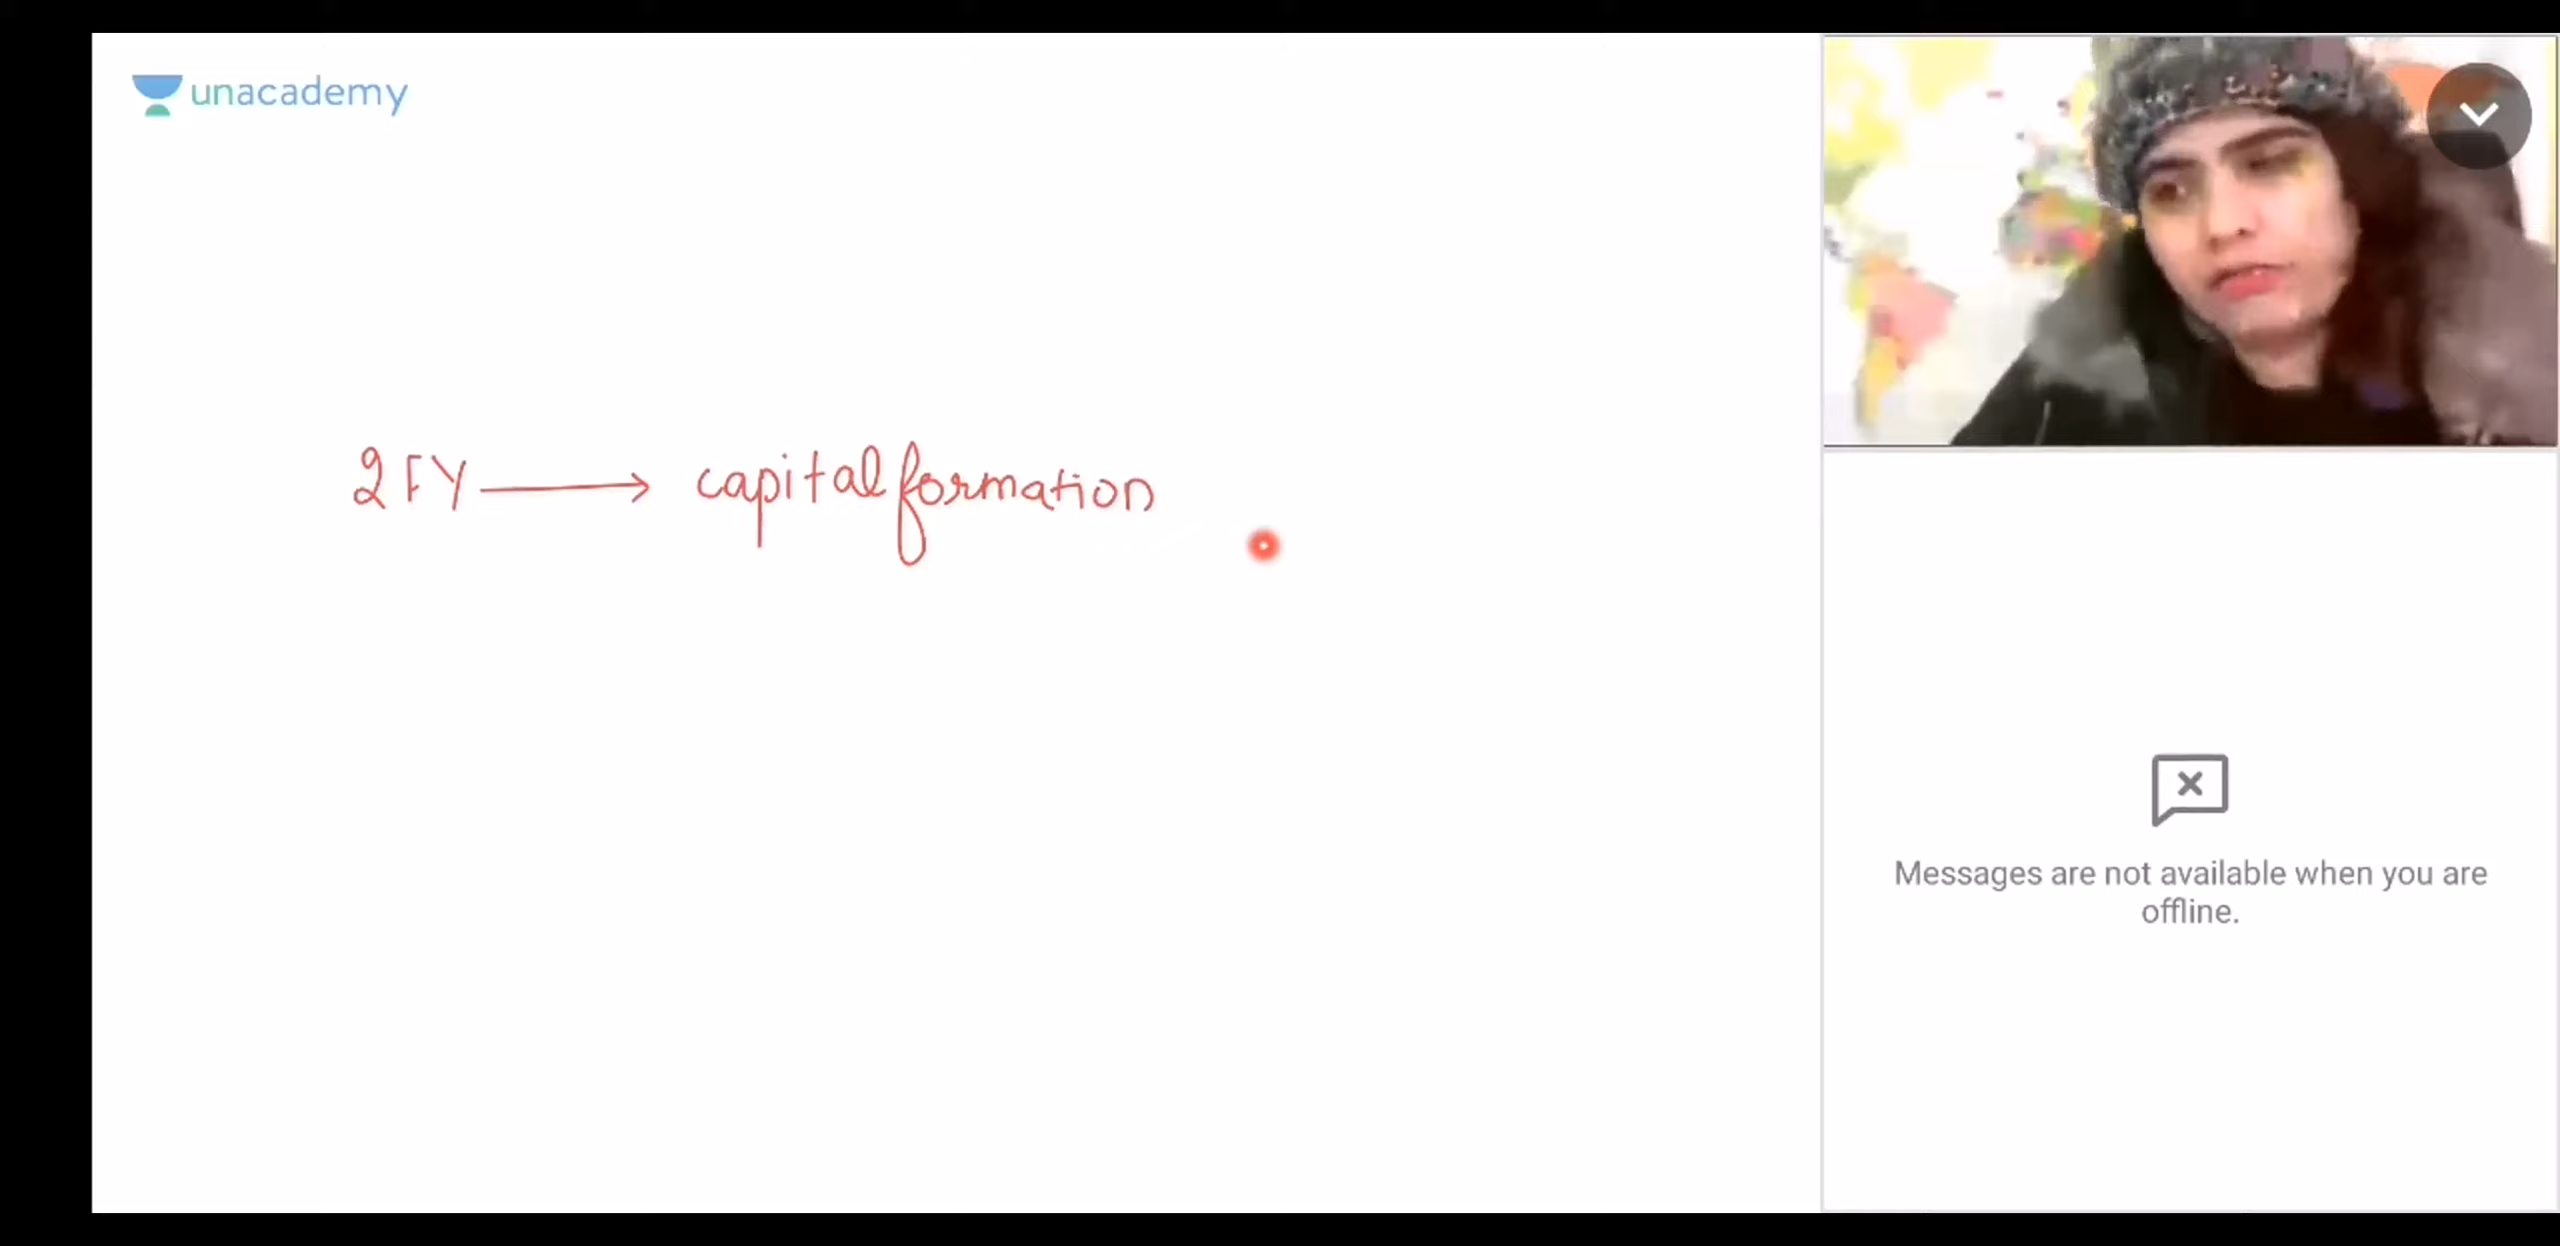 unacademy
2FY → capital formation
Messages are not available when you are
offline.